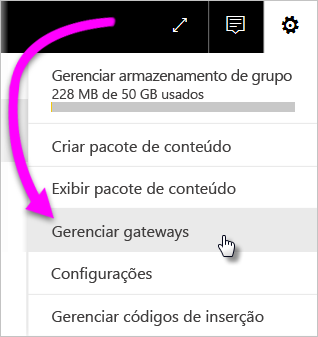 Gerenciar armazenamento de grupo
228 MB de 50 GB usados
Criar pacote de conteúdo
Exibir pacote de conteúdo
Gerenciar gateways
Configurações
Gerenciar códigos de inserção